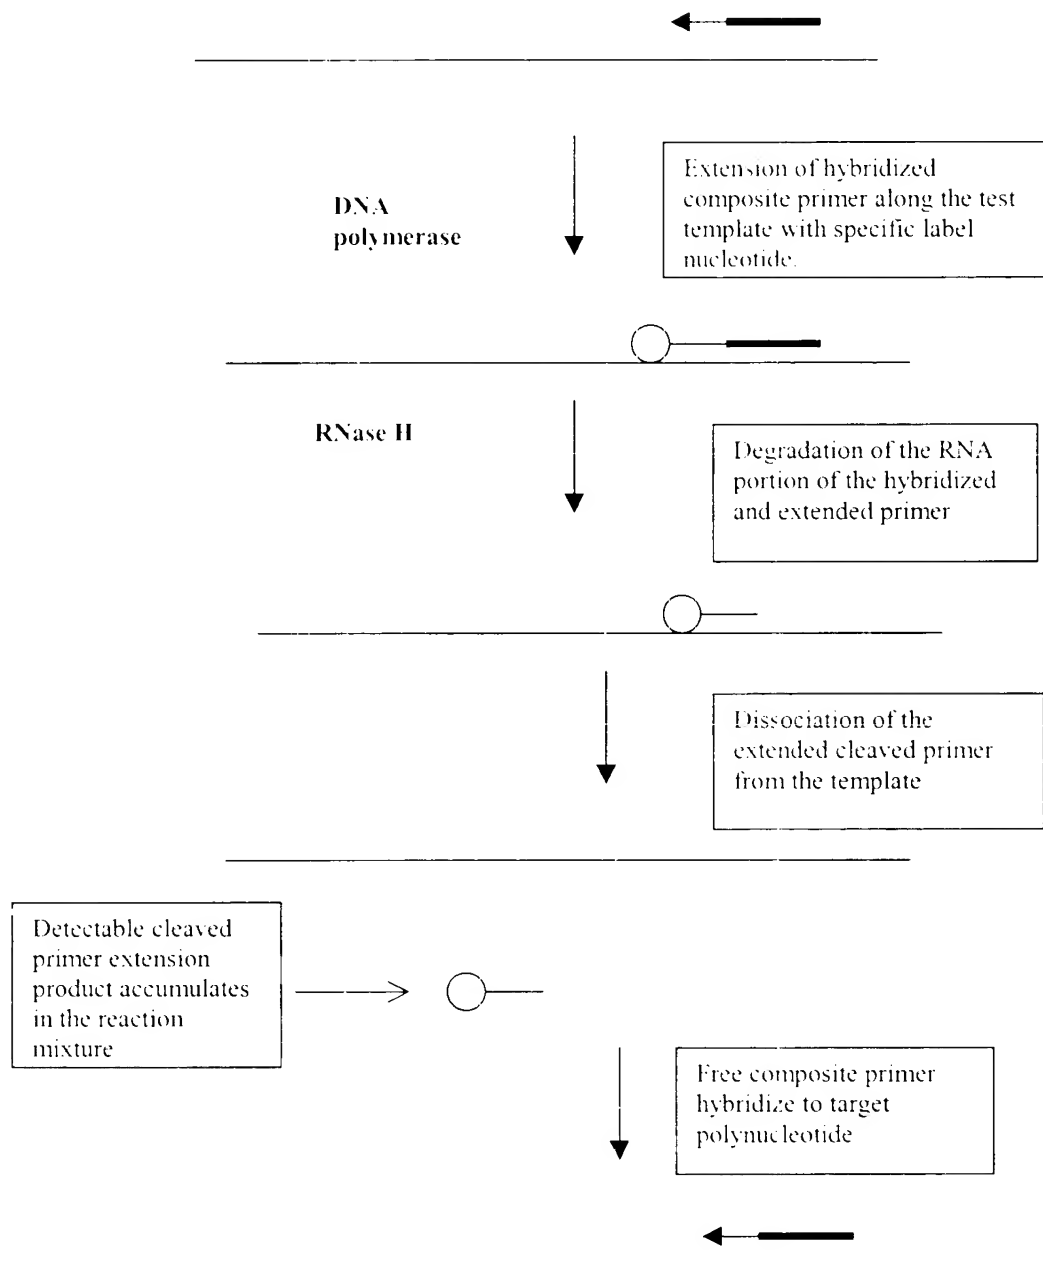 Extension of hybridized
composite primer along the test
template with specific label
nucleotide.
DNA
polymerase
RNase H
Degradation of the RNA
portion of the hybridized
and extended primer
Dissociation of the
extended cleaved primer
from the template
Detectable cleaved
primer extension
product accumulates
in the reaction
mixture
Free composite primer
hybridize to target
polynucleotide